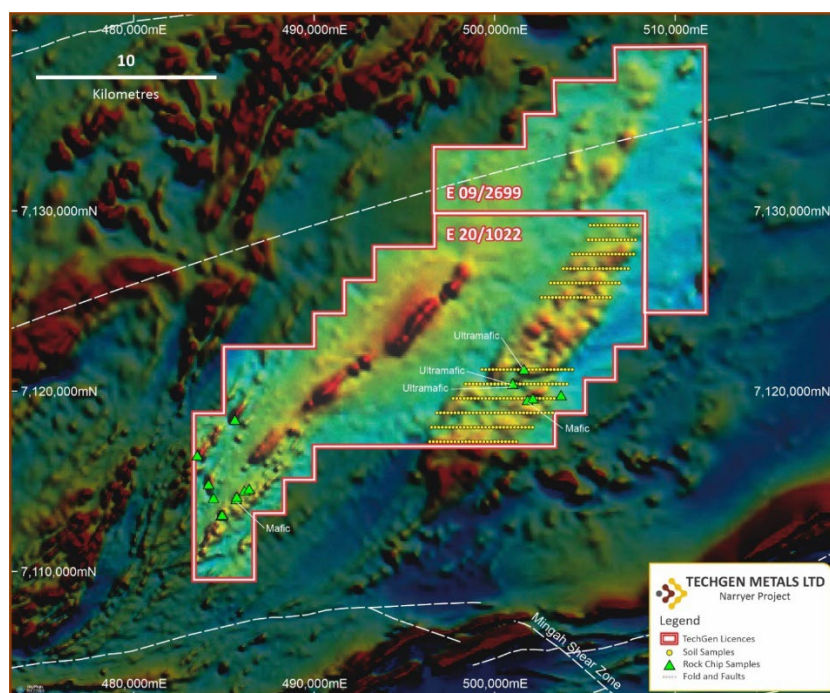 480,000mE
490,000mE
500,000mE
510,000mE
10
Kilometres
E 09/2699
7,130,000mN
7,130,000mN
E 20/1022
Ultramafic
Ultramafic
Ultramafic
7,120,000mN
7,120,000mN
Mafic
Mafic
7,110,000mN
Mingah Shear Zone
480,000mE
490,000mE
500,000mE
TECHGEN METALS LTD
Narryer Project
Legend
TechGen Licences
Soil Samples
Rock Chip Samples
Fold and Faults